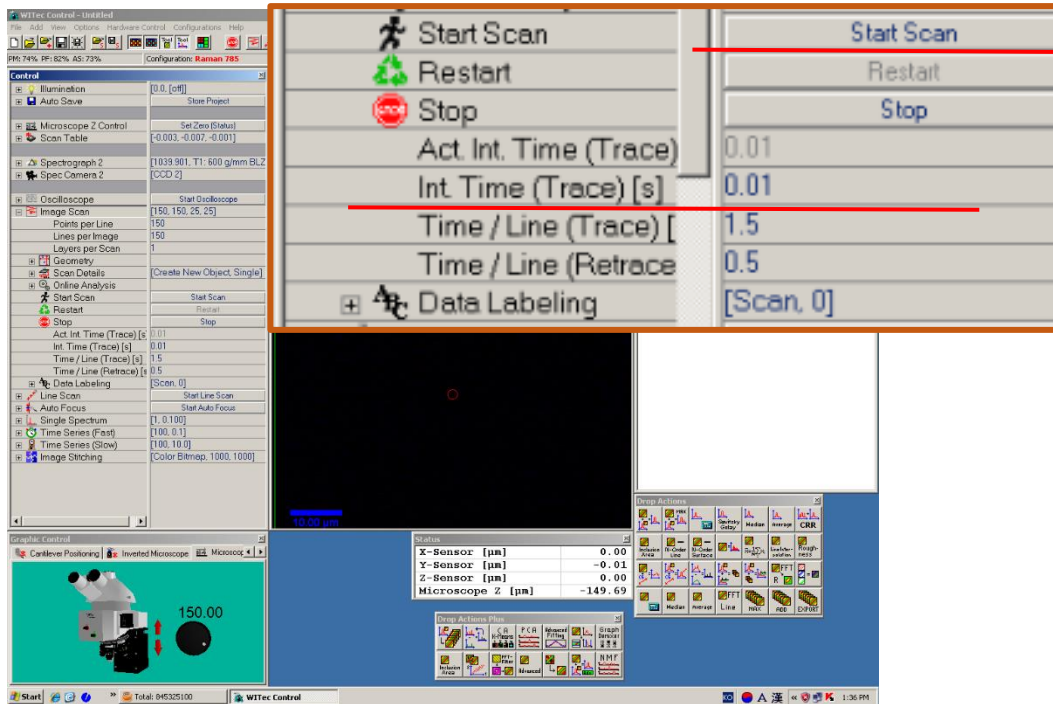 WITec Control - Untitled
File Add View Options Hardware Control Configurations Help
PM: 74% PF: 82% AS: 73% Configuration: Raman 785
Control
Illumination [0.0, [off]]
Auto Save Store Project
Microscope Z Control Set Zero (Status)
Scan Table [-0.003, -0.007, -0.001]
Spectrograph 2 [1039.901, T1: 600 g/mm BLZ
Spec Camera 2 [CCD 2]
Oscilloscope Start Oscilloscope
Image Scan [150, 150, 25, 25]
Points per Line 150
Lines per Image 150
Layers per Scan 1
Geometry
Scan Details [Create New Object, Single]
Online Analysis
Start Scan Start Scan
Restart Restart
Stop Stop
Act. Int. Time (Trace) [s 0.01
Int. Time (Trace) [s] 0.01
Time / Line (Trace) [s] 1.5
Time / Line (Retrace) [s 0.5
Data Labeling [Scan, 0]
Line Scan Start Line Scan
Auto Focus Start Auto Focus
Single Spectrum [1, 0.100]
Time Series (Fast) [100, 0.1]
Time Series (Slow) [100, 10.0]
Image Stitching [Color Bitmap, 1000, 1000]
Start Scan Start Scan
Restart Restart
Stop Stop
Act. Int. Time (Trace) 0.01
Int. Time (Trace) [s] 0.01
Time / Line (Trace) [ 1.5
Time / Line (Retrace 0.5
Data Labeling [Scan, 0]
10.00 µm
Graphic Control
Cantilever Positioning Inverted Microscope Microscop
150.00
Status
X-Sensor [µm] 0.00
Y-Sensor [µm] -0.01
Z-Sensor [µm] 0.00
Microscope Z [µm] -149.69
Drop Actions
Median Average CRR
Median Average Line MAX ADD EXPORT
Drop Actions Plus
Start Total: 845325100 WITec Control KO A 漢 1:36 PM